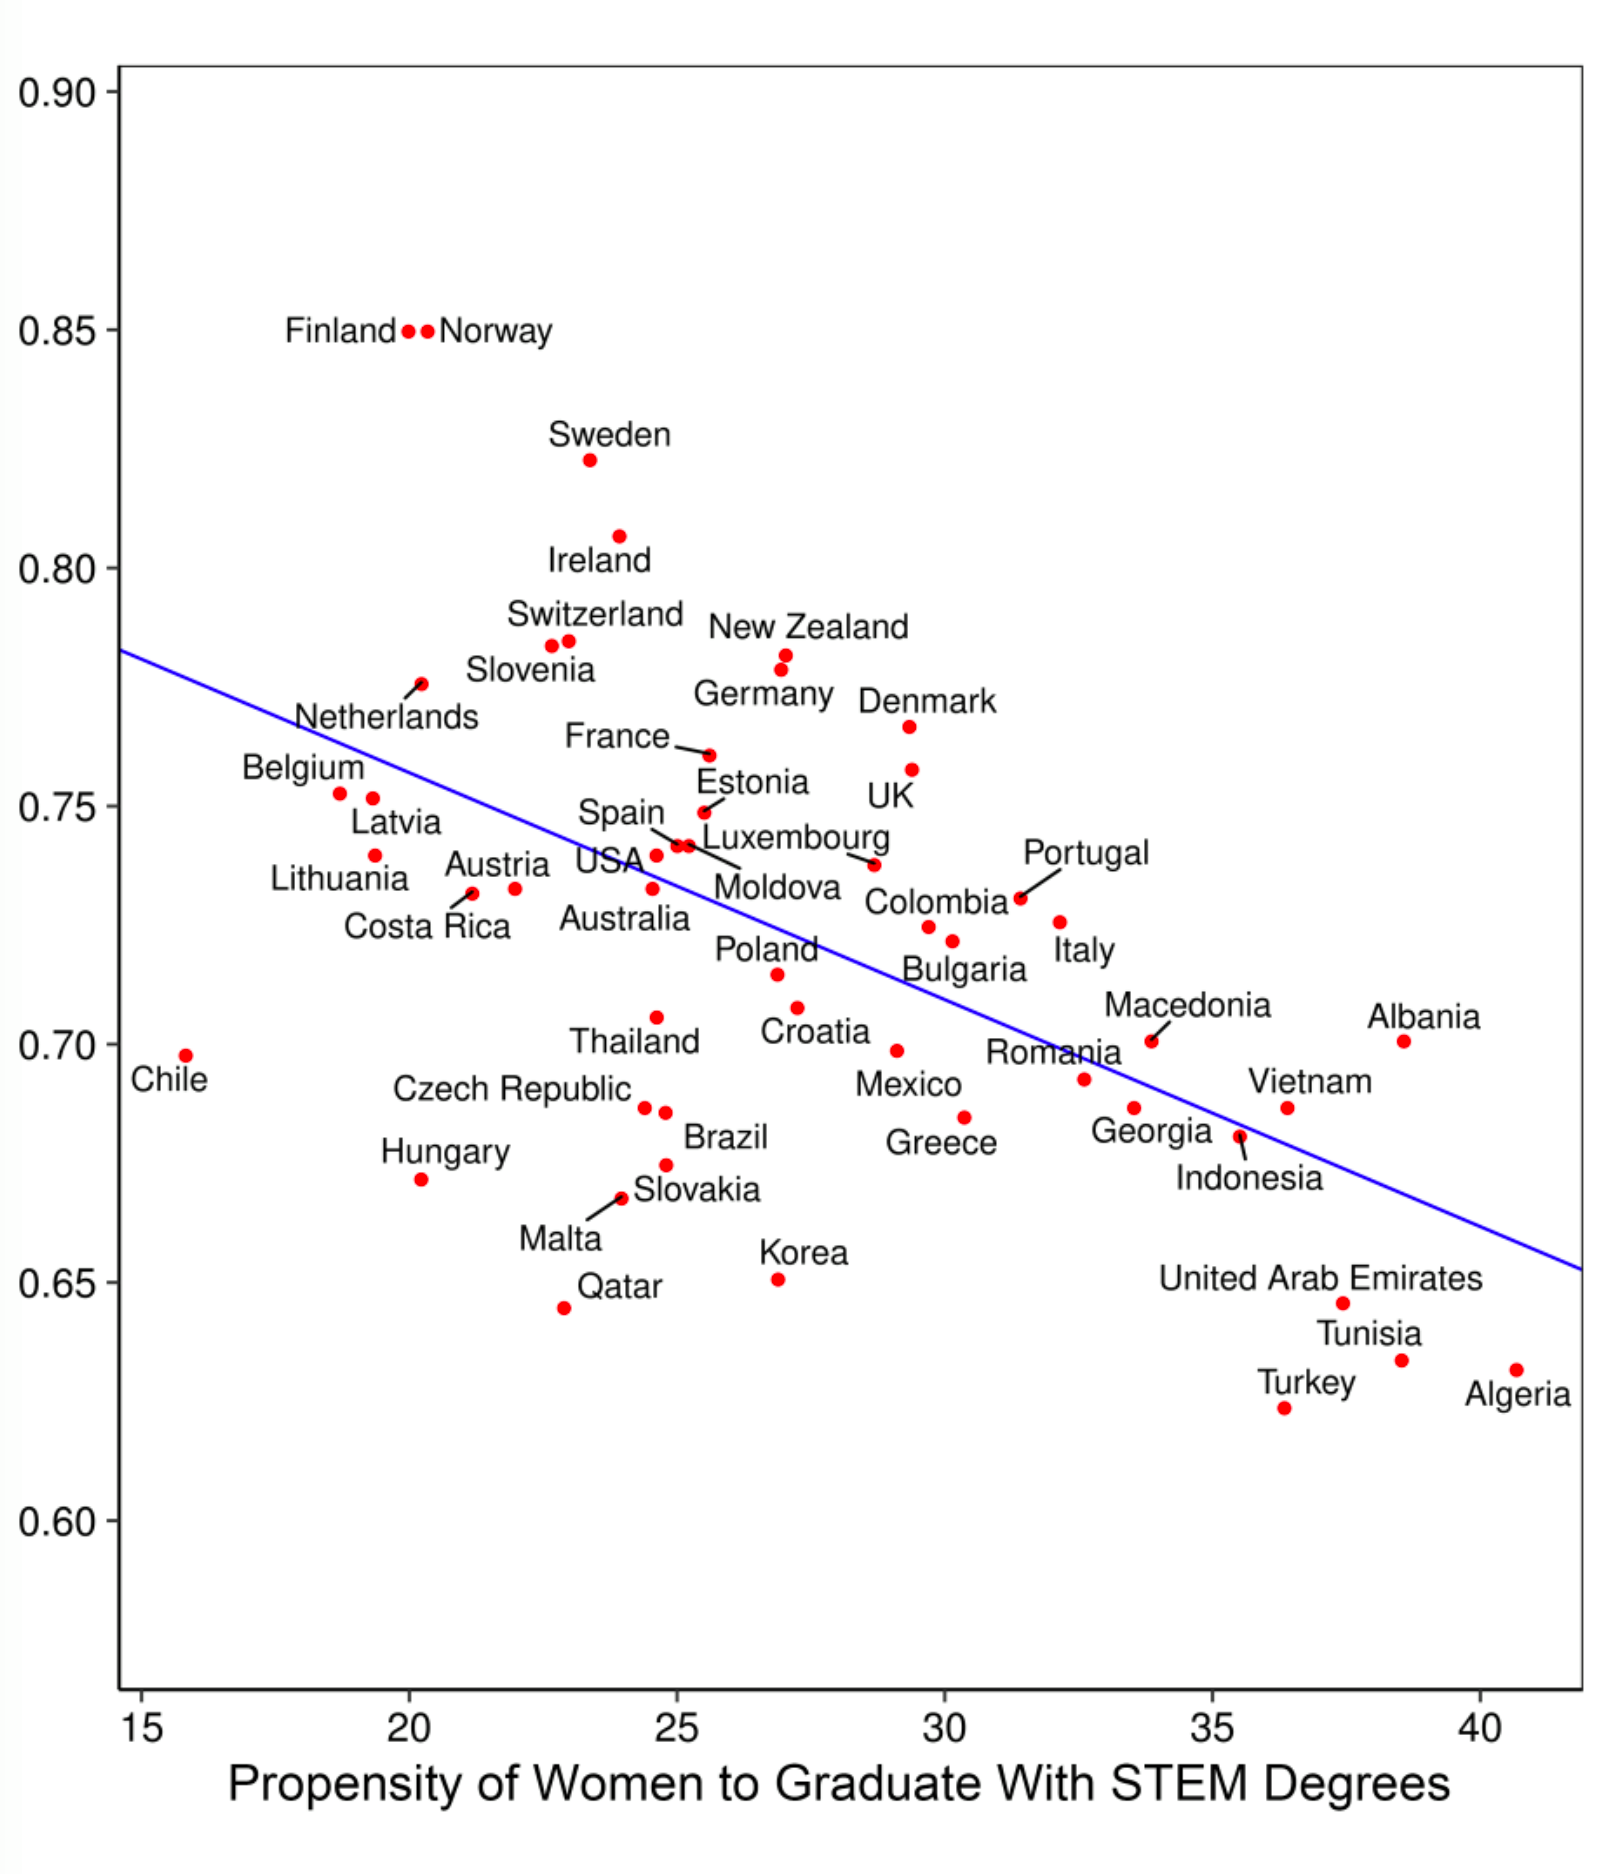 0.90
0.85
Finland
Norway
Sweden
0.80
Ireland
Switzerland
New Zealand
Slovenia
Germany
Denmark
Netherlands
France
Belgium
Estonia
UK
0.75
Spain
Latvia
Luxembourg
Portugal
USA
Austria
Lithuania
Moldova
Colombia
Costa Rica
Australia
Poland
Italy
Bulgaria
Macedonia
Albania
Croatia
Thailand
0.70
Romania
Chile
Vietnam
Mexico
Czech Republic
Georgia
Brazil
Greece
Hungary
Indonesia
Slovakia
Malta
Korea
United Arab Emirates
0.65
Qatar
Tunisia
Turkey
Algeria
0.60
15 20 25 30 35 40
Propensity of Women to Graduate With STEM Degrees